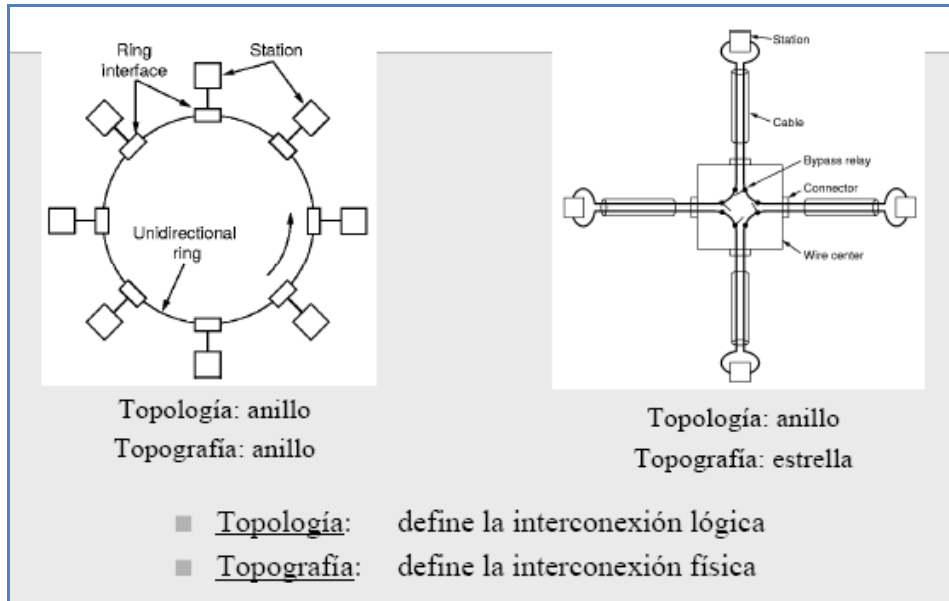 Ring
interface
Station
Unidirectional
ring
Topología: anillo
Topografía: anillo
Station
Cable
Bypass relay
Connector
Wire center
Topología: anillo
Topografía: estrella
Topología: define la interconexión lógica
Topografía: define la interconexión física